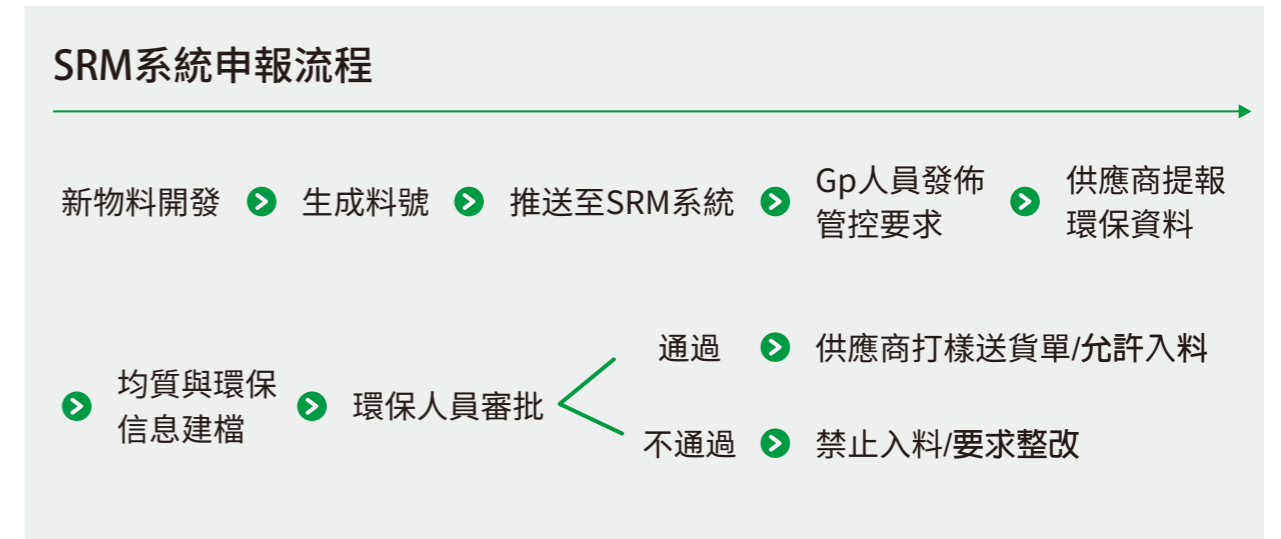 SRM系統申報流程
新物料開發
生成料號
推送至SRM系統
Gp人員發佈
管控要求
供應商提報
環保資料
均質與環保
信息建檔
環保人員審批
通過
供應商打樣送貨單/允許入料
不通過
禁止入料/要求整改